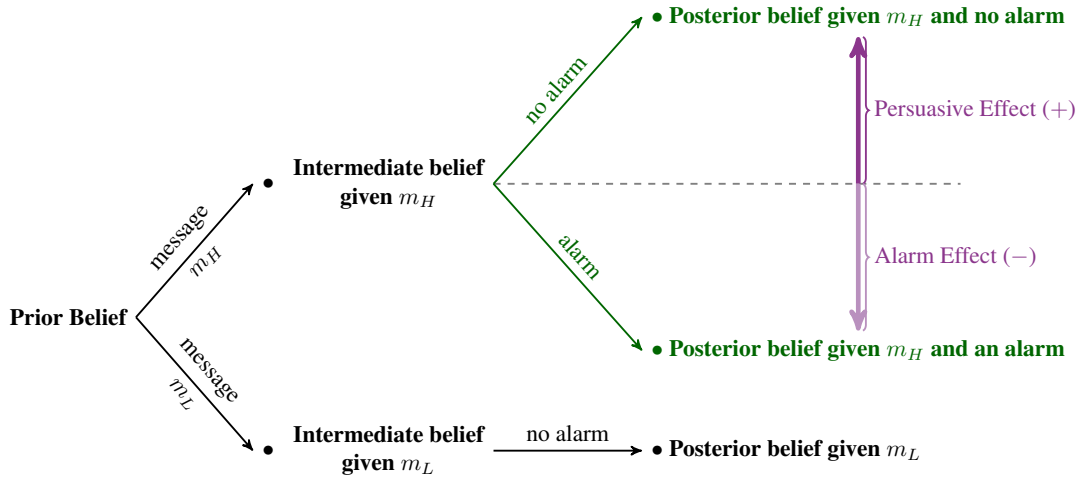 Posterior belief given m_H and no alarm
no alarm
Persuasive Effect (+)
Intermediate belief
given m_H
message
m_H
alarm
Alarm Effect (−)
Prior Belief
Posterior belief given m_H and an alarm
message
m_L
Intermediate belief
given m_L
no alarm
Posterior belief given m_L